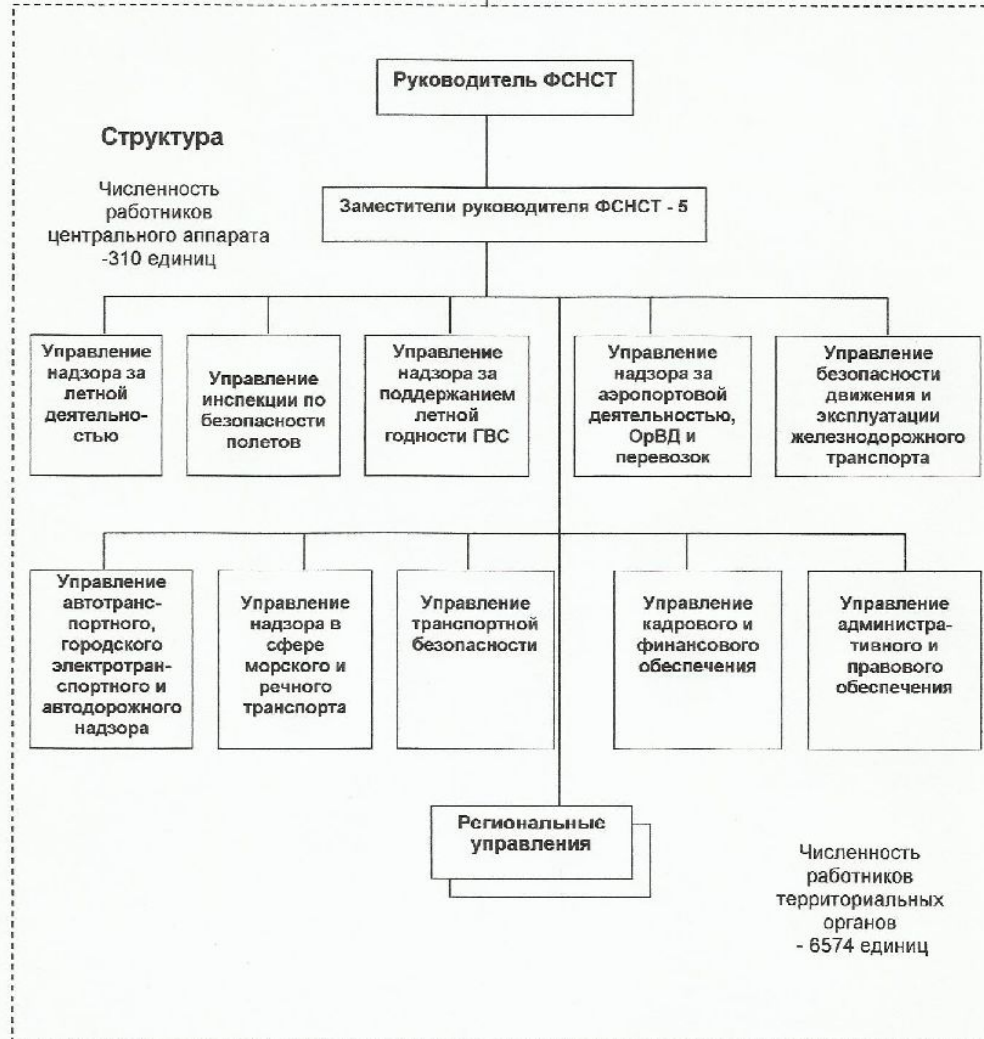 Руководитель ФСНСТ
Структура
Численность
работников
центрального аппарата
-310 единиц
Заместители руководителя ФСНСТ - 5
Управление
надзора за
летной
деятельно-
стью
Управление
инспекции по
безопасности
полетов
Управление
надзора за
поддержанием
летной
годности ГВС
Управление
надзора за
аэропортовой
деятельностью,
ОрВД и
перевозок
Управление
безопасности
движения и
эксплуатации
железнодорожного
транспорта
Управление
автотранс-
портного,
городского
электротран-
спортного и
автодорожного
надзора
Управление
надзора в
сфере
морского и
речного
транспорта
Управление
транспортной
безопасности
Управление
кадрового и
финансового
обеспечения
Управление
администра-
тивного и
правового
обеспечения
Региональные
управления
Численность
работников
территориальных
органов
- 6574 единиц